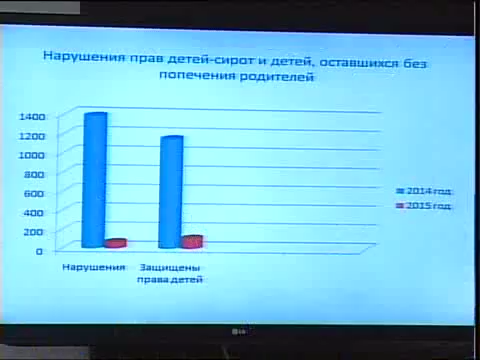 Нарушения прав детей-сирот и детей, оставшихся без
попечения родителей
1400
1200
1000
800
600
400
200
0
Нарушения
Защищены
права детей
2014 год
2015 год
LG